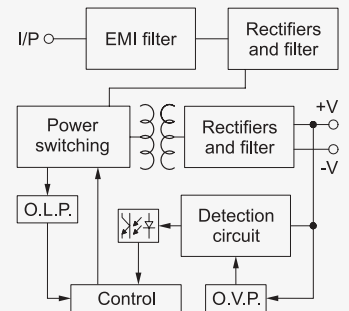 I/P
EMI filter
Rectifiers
and filter
Power
switching
Rectifiers
and filter
+V
-V
O.L.P.
Detection
circuit
Control
O.V.P.